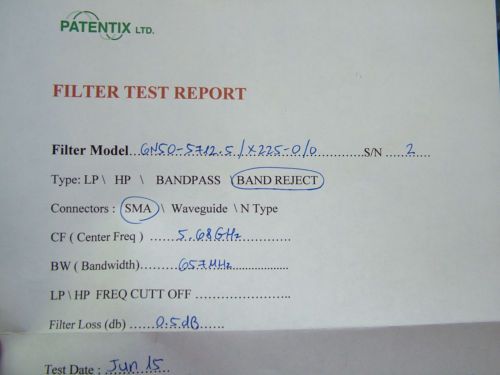 PATENTIX LTD.
FILTER TEST REPORT
Filter Model...6N50-5712.5/X225-0/0..............S/N .....2.......
Type: LP \ HP \ BANDPASS \ BAND REJECT
Connectors : SMA \ Waveguide \ N Type
CF ( Center Freq ) ......5.68GHz..............
BW ( Bandwidth)..........657MHz....................
LP \ HP FREQ CUTT OFF ........................
Filter Loss (db) ......0.5dB......
Test Date ; .Jun 15.....